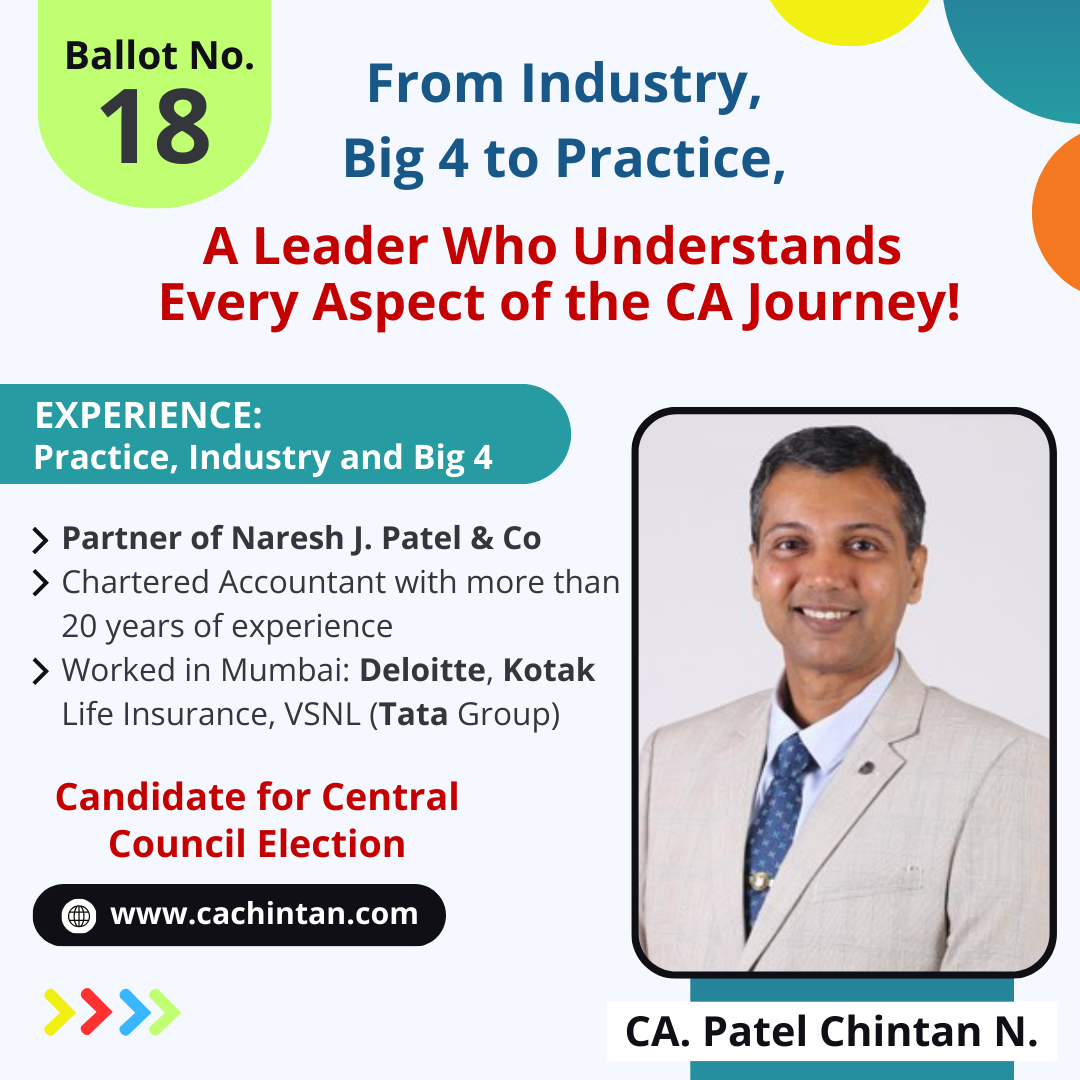 Ballot No.
18
From Industry,
Big 4 to Practice,
A Leader Who Understands
Every Aspect of the CA Journey!
EXPERIENCE:
Practice, Industry and Big 4
Partner of Naresh J. Patel & Co
Chartered Accountant with more than
20 years of experience
Worked in Mumbai: Deloitte, Kotak
Life Insurance, VSNL (Tata Group)
Candidate for Central
Council Election
www.cachintan.com
CA. Patel Chintan N.